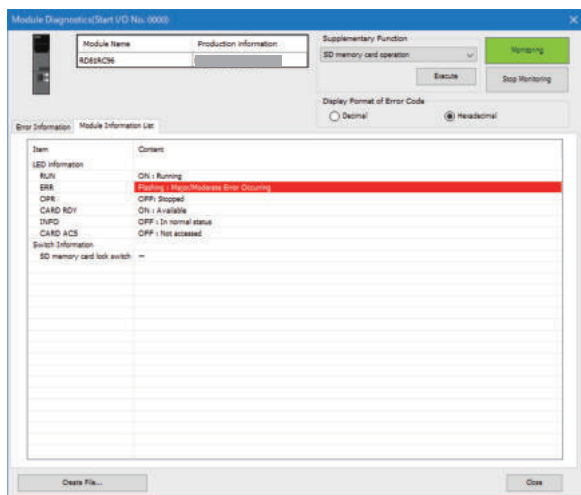 Module Diagnostics(Start I/O No. 0000)
Module Name Production information
RD81RC96
Supplementary Function
SD memory card operation
Monitoring
Execute
Stop Monitoring
Display Format of Error Code
Decimal Hexadecimal
Error Information Module Information List
Item Content
LED information
RUN ON : Running
ERR Flashing : Major/Moderate Error Occurring
OPR OFF: Stopped
CARD RDY ON : Available
INFO OFF : In normal status
CARD ACS OFF : Not accessed
Switch Information
SD memory card lock switch --
Create File...
Close